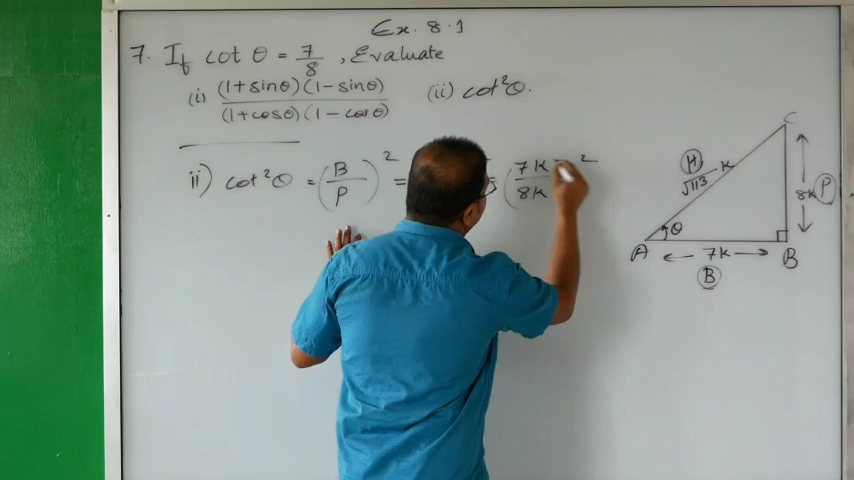 Ex. 8.1
7. If cot θ = 7/8, Evaluate
(i) (1+sinθ)(1-sinθ)/(1+cosθ)(1-cosθ) (ii) cot²θ.
ii) cot²θ = (B/P)² = = (7K/8K)²
C
H
√113 K
8K P
θ
A 7K B
B